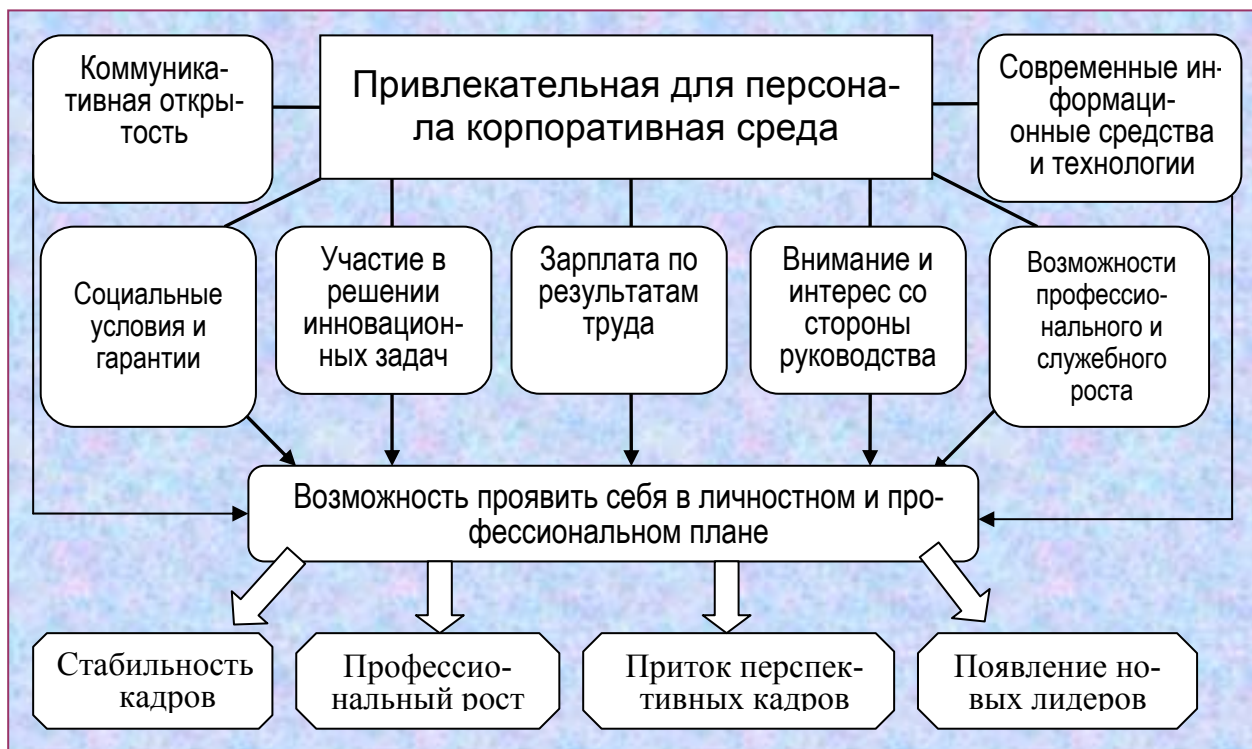 Коммуника-
тивная откры-
тость
Привлекательная для персона-
ла корпоративная среда
Современные ин-
формаци-
онные средства
и технологии
Социальные
условия и
гарантии
Участие в
решении
инновацион-
ных задач
Зарплата по
результатам
труда
Внимание и
интерес со
стороны
руководства
Возможности
профессио-
нального и
служебного
роста
Возможность проявить себя в личностном и про-
фессиональном плане
Стабильность
кадров
Профессио-
нальный рост
Приток перспек-
тивных кадров
Появление но-
вых лидеров